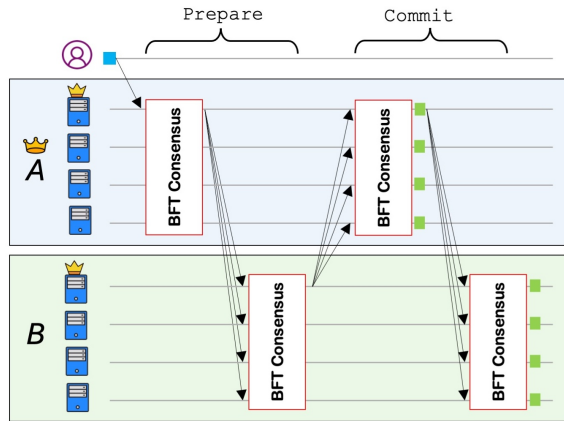 Prepare
Commit
A
BFT Consensus
BFT Consensus
B
BFT Consensus
BFT Consensus